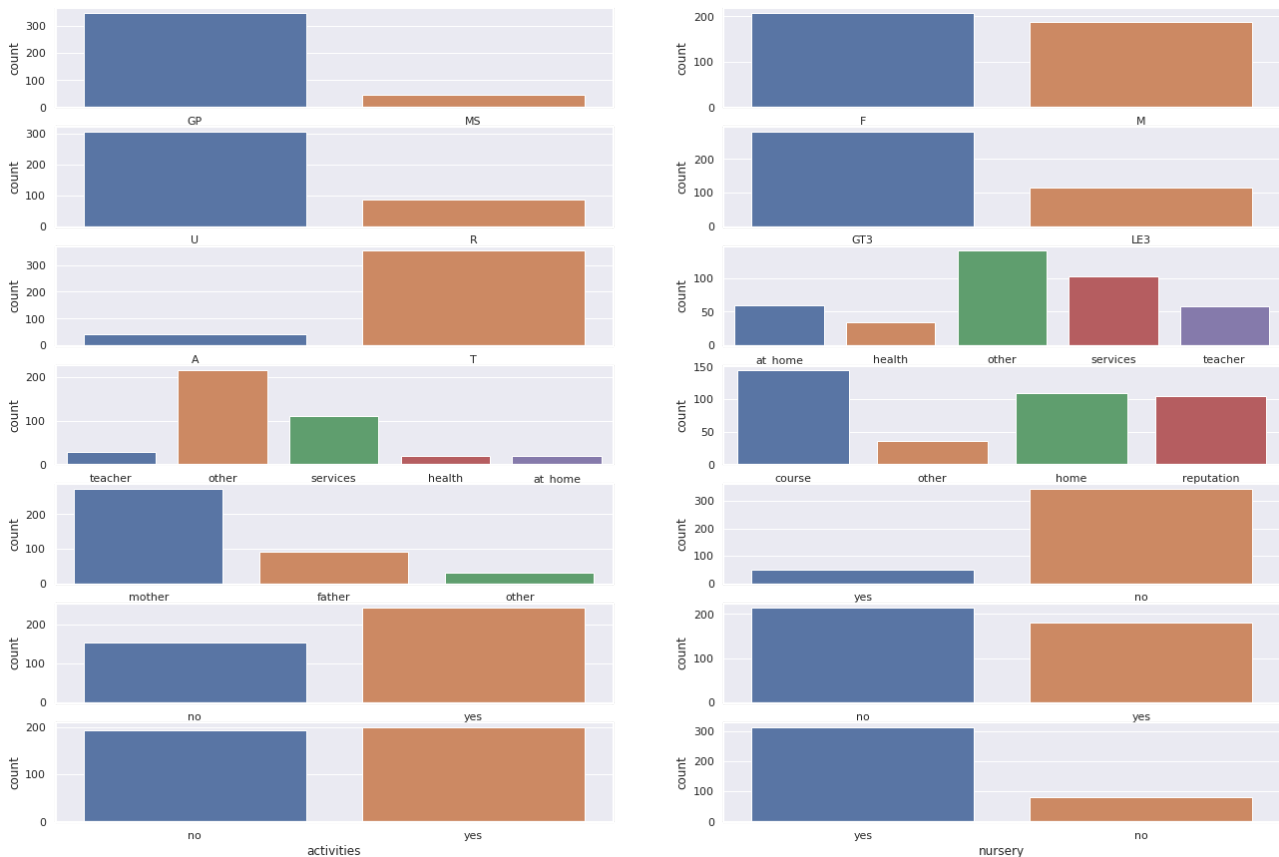 count
300
200
100
0
GP MS
count
200
100
0
F M
count
300
200
100
0
U R
count
200
100
0
GT3 LE3
count
300
200
100
0
A T
count
100
50
0
at_home health other services teacher
count
200
100
0
teacher other services health at_home
count
150
100
50
0
course other home reputation
count
200
100
0
mother father other
count
300
200
100
0
yes no
count
200
100
0
no yes
count
200
100
0
no yes
count
200
100
0
no yes
activities
count
300
200
100
0
yes no
nursery